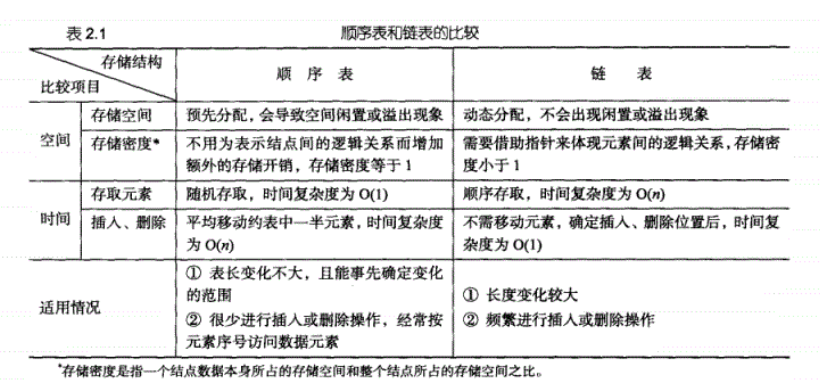 表 2.1 顺序表和链表的比较
存储结构
比较项目
顺 序 表
链 表
空间
存储空间
预先分配，会导致空间闲置或溢出现象
动态分配，不会出现闲置或溢出现象
存储密度*
不用为表示结点间的逻辑关系而增加
额外的存储开销，存储密度等于 1
需要借助指针来体现元素间的逻辑关系，存储密
度小于 1
时间
存取元素
随机存取，时间复杂度为 O(1)
顺序存取，时间复杂度为 O(n)
插入、删除
平均移动约表中一半元素，时间复杂度
为 O(n)
不需移动元素，确定插入、删除位置后，时间复
杂度为 O(1)
适用情况
① 表长变化不大，且能事先确定变化
的范围
② 很少进行插入或删除操作，经常按
元素序号访问数据元素
① 长度变化较大
② 频繁进行插入或删除操作
*存储密度是指一个结点数据本身所占的存储空间和整个结点所占的存储空间之比。